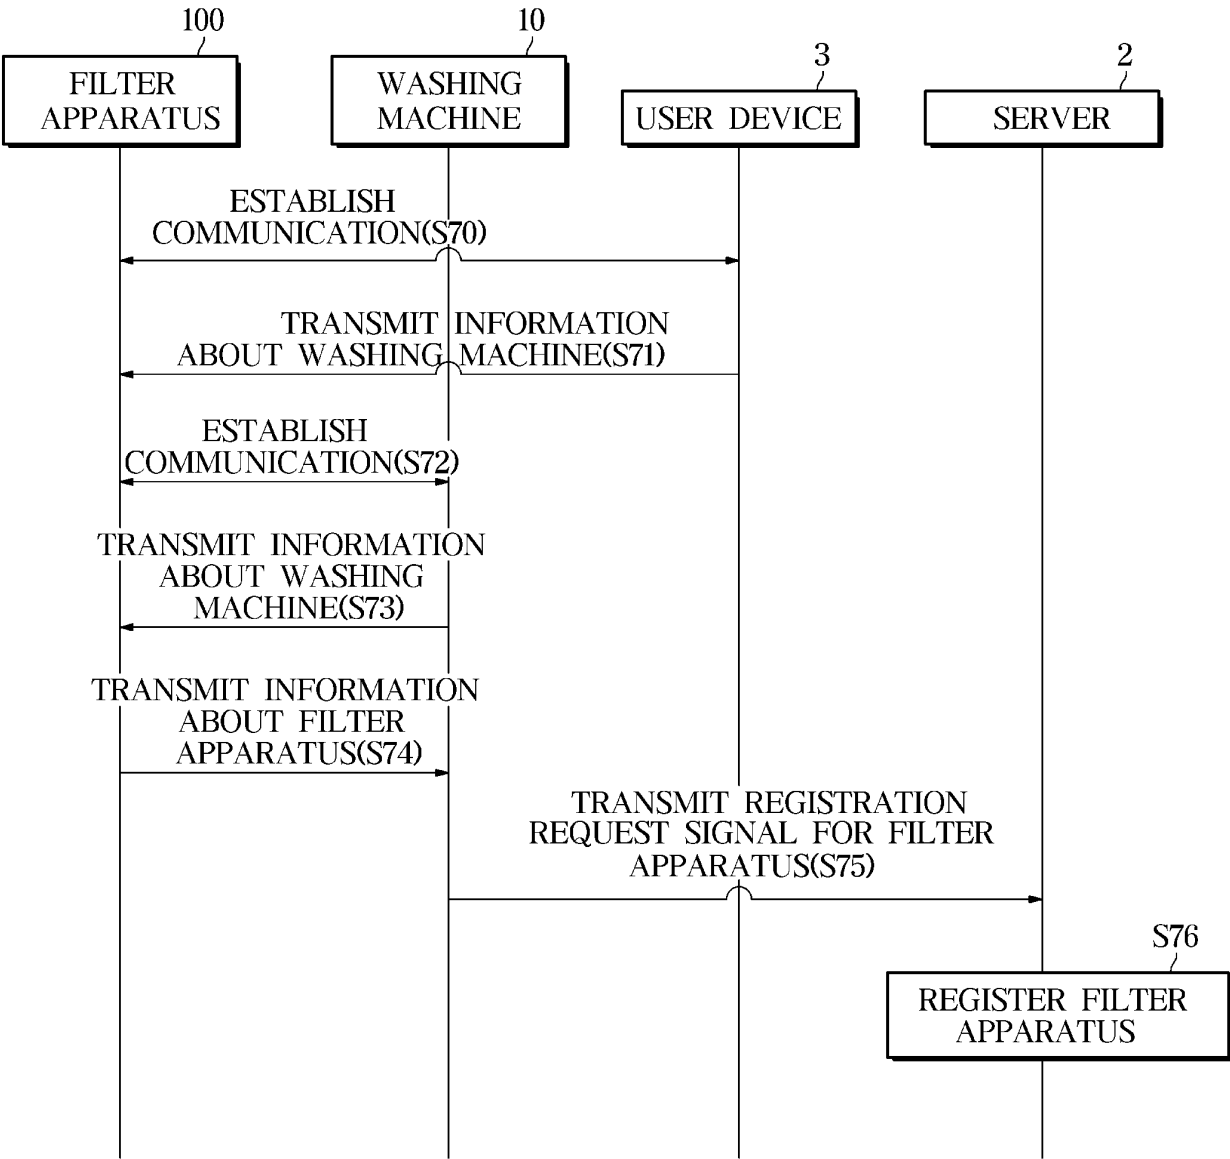 100
10
3
2
FILTER
APPARATUS
WASHING
MACHINE
USER DEVICE
SERVER
ESTABLISH
COMMUNICATION(S70)
TRANSMIT INFORMATION
ABOUT WASHING MACHINE(S71)
ESTABLISH
COMMUNICATION(S72)
TRANSMIT INFORMATION
ABOUT WASHING
MACHINE(S73)
TRANSMIT INFORMATION
ABOUT FILTER
APPARATUS(S74)
TRANSMIT REGISTRATION
REQUEST SIGNAL FOR FILTER
APPARATUS(S75)
S76
REGISTER FILTER
APPARATUS